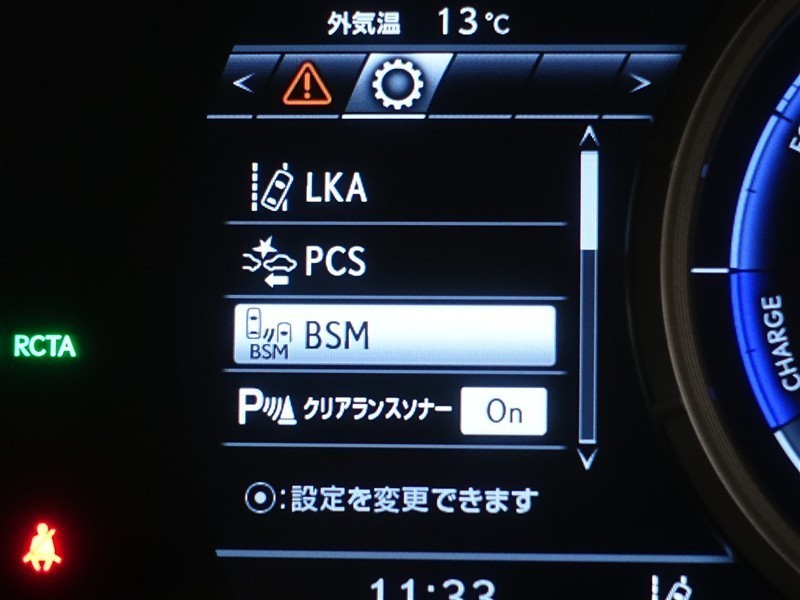 外気温 13℃
LKA
PCS
BSM BSM
RCTA
P クリアランスソナー On
⦿:設定を変更できます
11:33
CHARGE